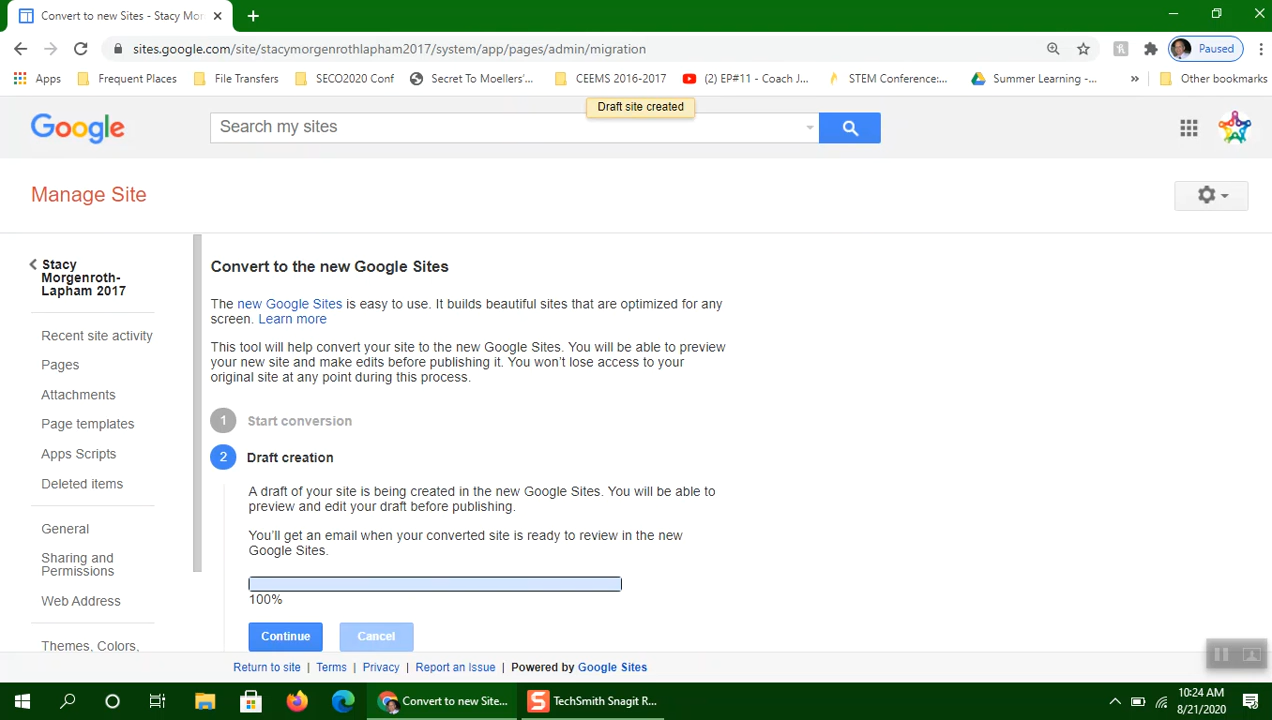 Convert to new Sites - Stacy Mor
sites.google.com/site/stacymorgenrothlapham2017/system/app/pages/admin/migration
Paused
Apps
Frequent Places
File Transfers
SECO2020 Conf
Secret To Moellers'...
CEEMS 2016-2017
(2) EP#11 - Coach J...
STEM Conference:...
Summer Learning -...
»
Other bookmarks
Draft site created
Google
Search my sites
Manage Site
Stacy
Morgenroth-
Lapham 2017
Recent site activity
Pages
Attachments
Page templates
Apps Scripts
Deleted items
General
Sharing and
Permissions
Web Address
Themes, Colors,
Convert to the new Google Sites
The new Google Sites is easy to use. It builds beautiful sites that are optimized for any
screen. Learn more
This tool will help convert your site to the new Google Sites. You will be able to preview
your new site and make edits before publishing it. You won't lose access to your
original site at any point during this process.
1 Start conversion
2 Draft creation
A draft of your site is being created in the new Google Sites. You will be able to
preview and edit your draft before publishing.
You'll get an email when your converted site is ready to review in the new
Google Sites.
100%
Continue Cancel
Return to site | Terms | Privacy | Report an Issue | Powered by Google Sites
Convert to new Site...
S TechSmith Snagit R...
10:24 AM
8/21/2020